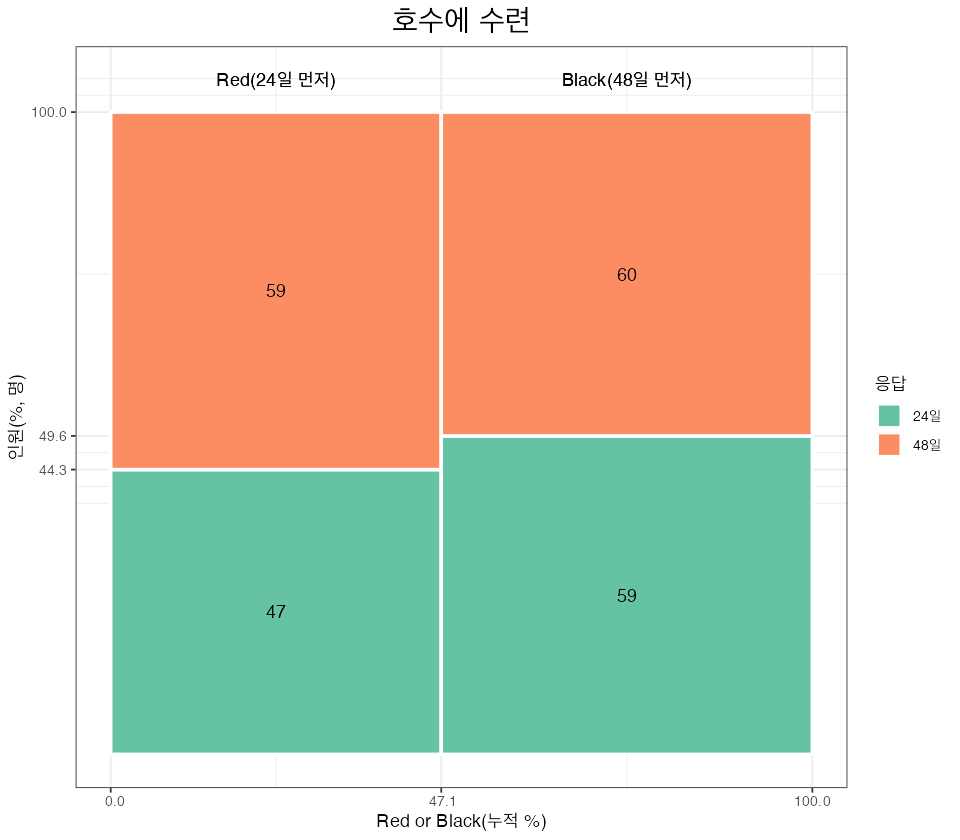 호수에 수련
Red(24일 먼저)
Black(48일 먼저)
100.0
59
60
49.6
44.3
47
59
인원(%, 명)
응답
24일
48일
0.0
47.1
100.0
Red or Black(누적 %)